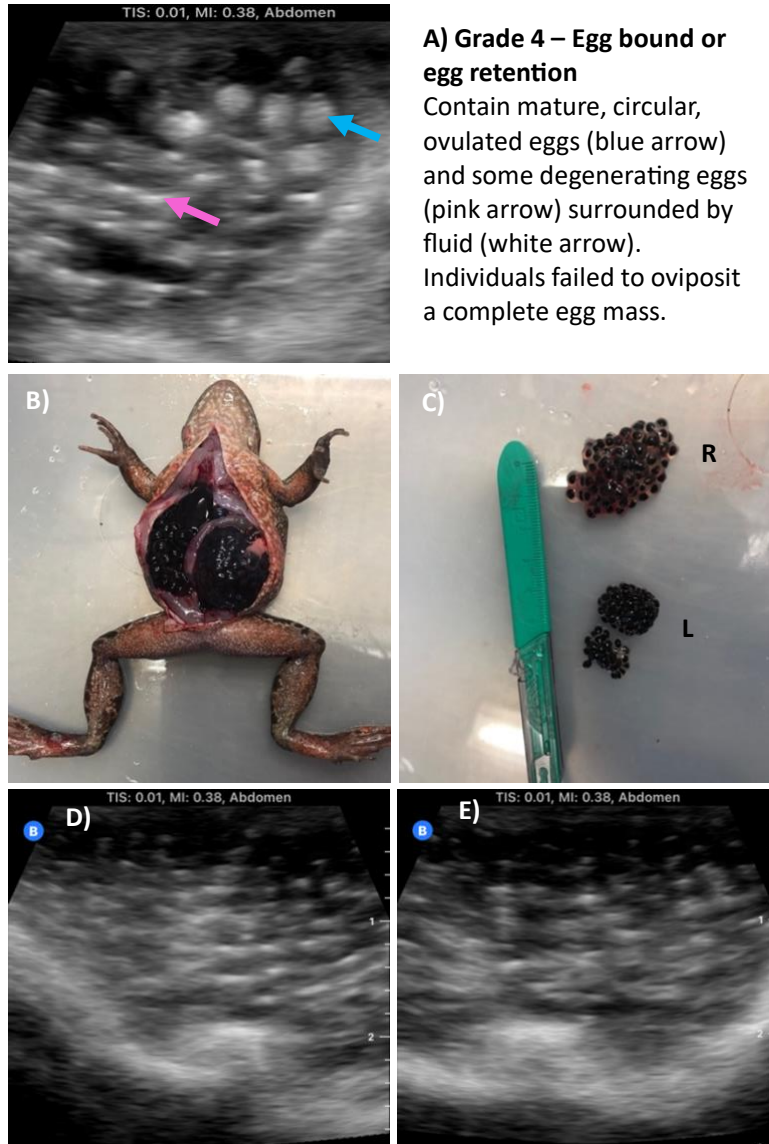 TIS: 0.01, MI: 0.38, Abdomen
A) Grade 4 – Egg bound or
egg retention
Contain mature, circular,
ovulated eggs (blue arrow)
and some degenerating eggs
(pink arrow) surrounded by
fluid (white arrow).
Individuals failed to oviposit
a complete egg mass.
B)
C)
R
L
TIS: 0.01, MI: 0.38, Abdomen
B
D)
1
2
TIS: 0.01, MI: 0.38, Abdomen
B
E)
1
2